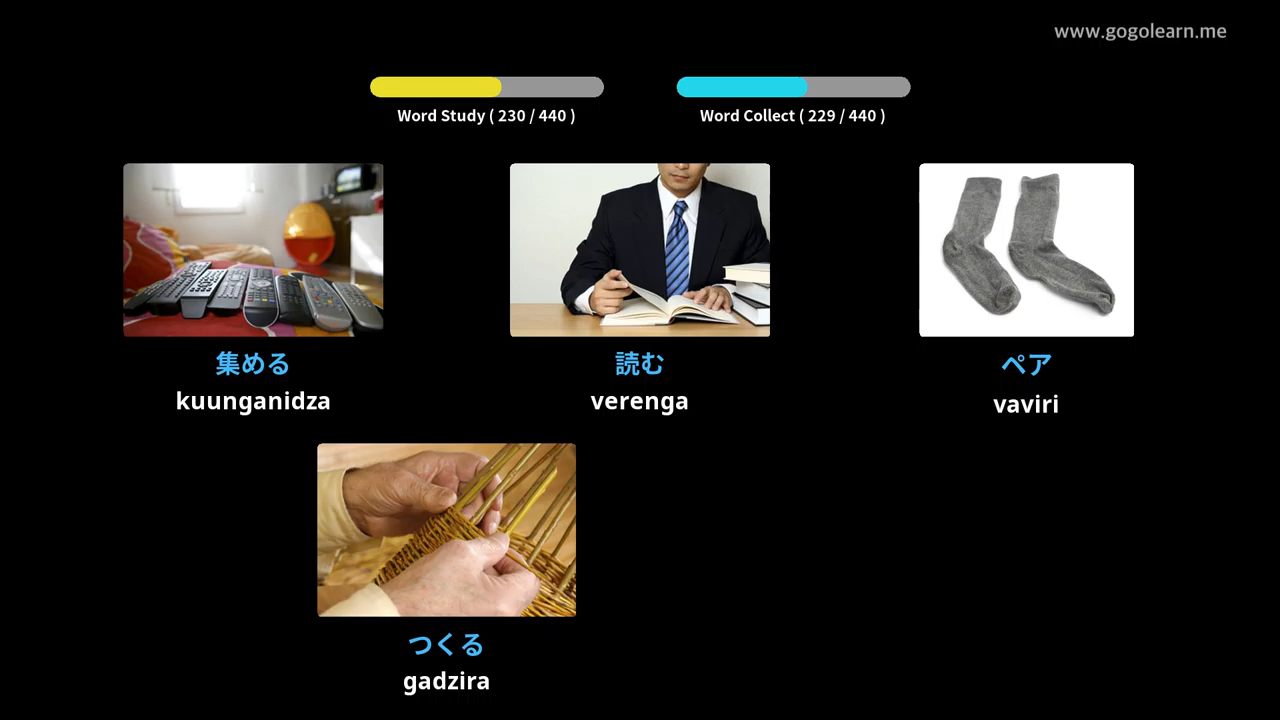 www.gogolearn.me
Word Study ( 230 / 440 )
Word Collect ( 229 / 440 )
集める
kuunganidza
読む
verenga
ペア
vaviri
つくる
gadzira